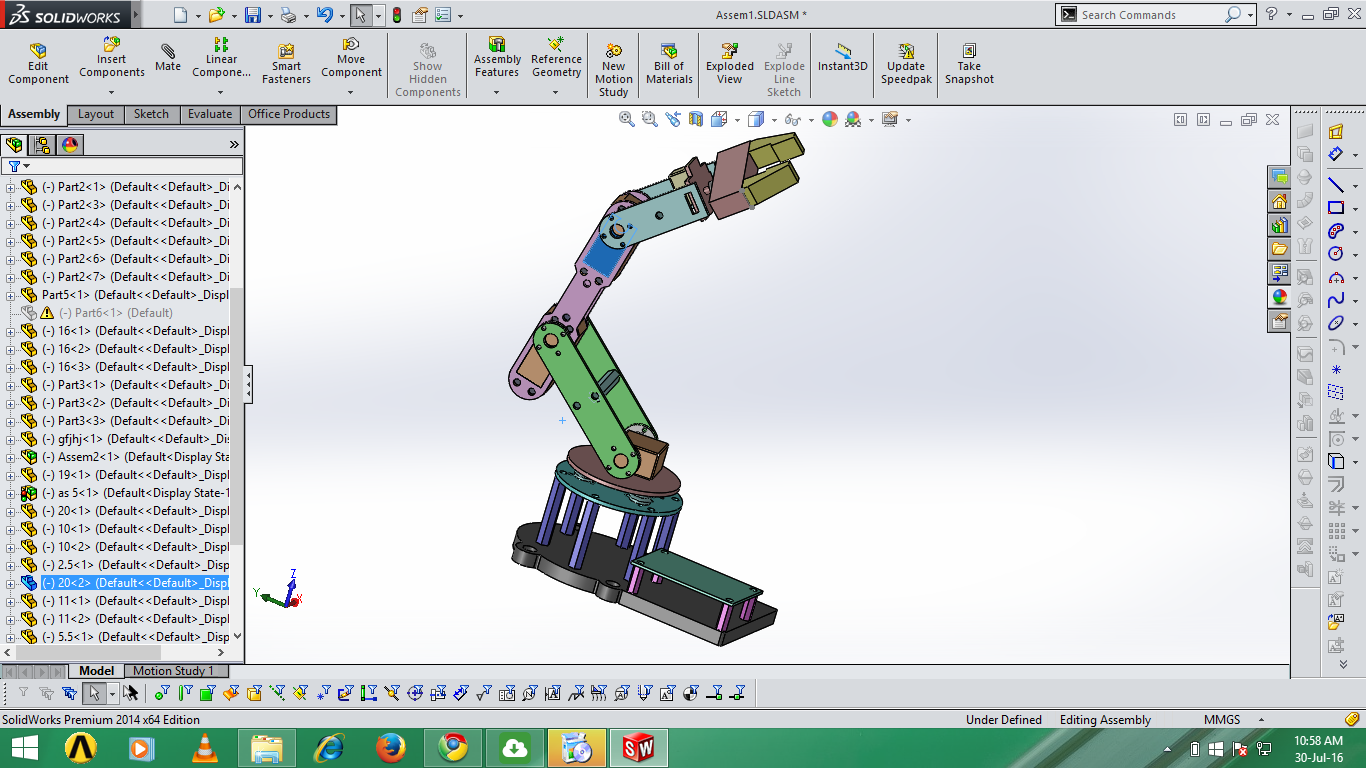 SOLIDWORKS
Assem1.SLDASM *
Search Commands
?
Edit Component
Insert Components
Mate
Linear Compone...
Smart Fasteners
Move Component
Show Hidden Components
Assembly Features
Reference Geometry
New Motion Study
Bill of Materials
Exploded View
Explode Line Sketch
Instant3D
Update Speedpak
Take Snapshot
Assembly
Layout
Sketch
Evaluate
Office Products
»
(-) Part2<1> (Default<<Default>_Di
(-) Part2<3> (Default<<Default>_Di
(-) Part2<4> (Default<<Default>_Di
(-) Part2<5> (Default<<Default>_Di
(-) Part2<6> (Default<<Default>_Di
(-) Part2<7> (Default<<Default>_Di
Part5<1> (Default<<Default>_Displ
(-) Part6<1> (Default)
(-) 16<1> (Default<<Default>_Displ
(-) 16<2> (Default<<Default>_Displ
(-) 16<3> (Default<<Default>_Displ
(-) Part3<1> (Default<<Default>_Di
(-) Part3<2> (Default<<Default>_Di
(-) Part3<3> (Default<<Default>_Di
(-) gfjhj<1> (Default<<Default>_Di
(-) Assem2<1> (Default<Display Sta
(-) 19<1> (Default<<Default>_Displ
(-) as 5<1> (Default<Display State-1
(-) 20<1> (Default<<Default>_Displ
(-) 10<1> (Default<<Default>_Displ
(-) 10<2> (Default<<Default>_Displ
(-) 2.5<1> (Default<<Default>_Disp
(-) 20<2> (Default<<Default>_Displ
(-) 11<1> (Default<<Default>_Displ
(-) 11<2> (Default<<Default>_Displ
(-) 5.5<1> (Default<<Default>_Disp
Z
Y
X
Model
Motion Study 1
SolidWorks Premium 2014 x64 Edition
Under Defined
Editing Assembly
MMGS
SW
10:58 AM
30-Jul-16